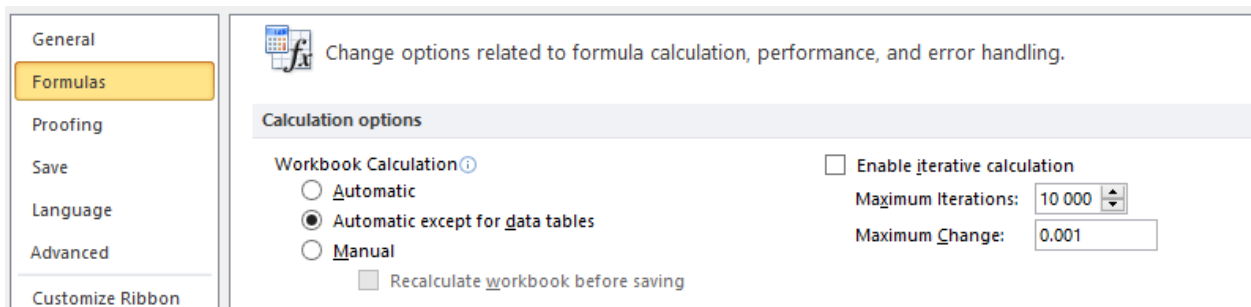 General
Formulas
Proofing
Save
Language
Advanced
Customize Ribbon
Change options related to formula calculation, performance, and error handling.
Calculation options
Workbook Calculation
Automatic
Automatic except for data tables
Manual
Recalculate workbook before saving
Enable iterative calculation
Maximum Iterations: 10 000
Maximum Change: 0.001